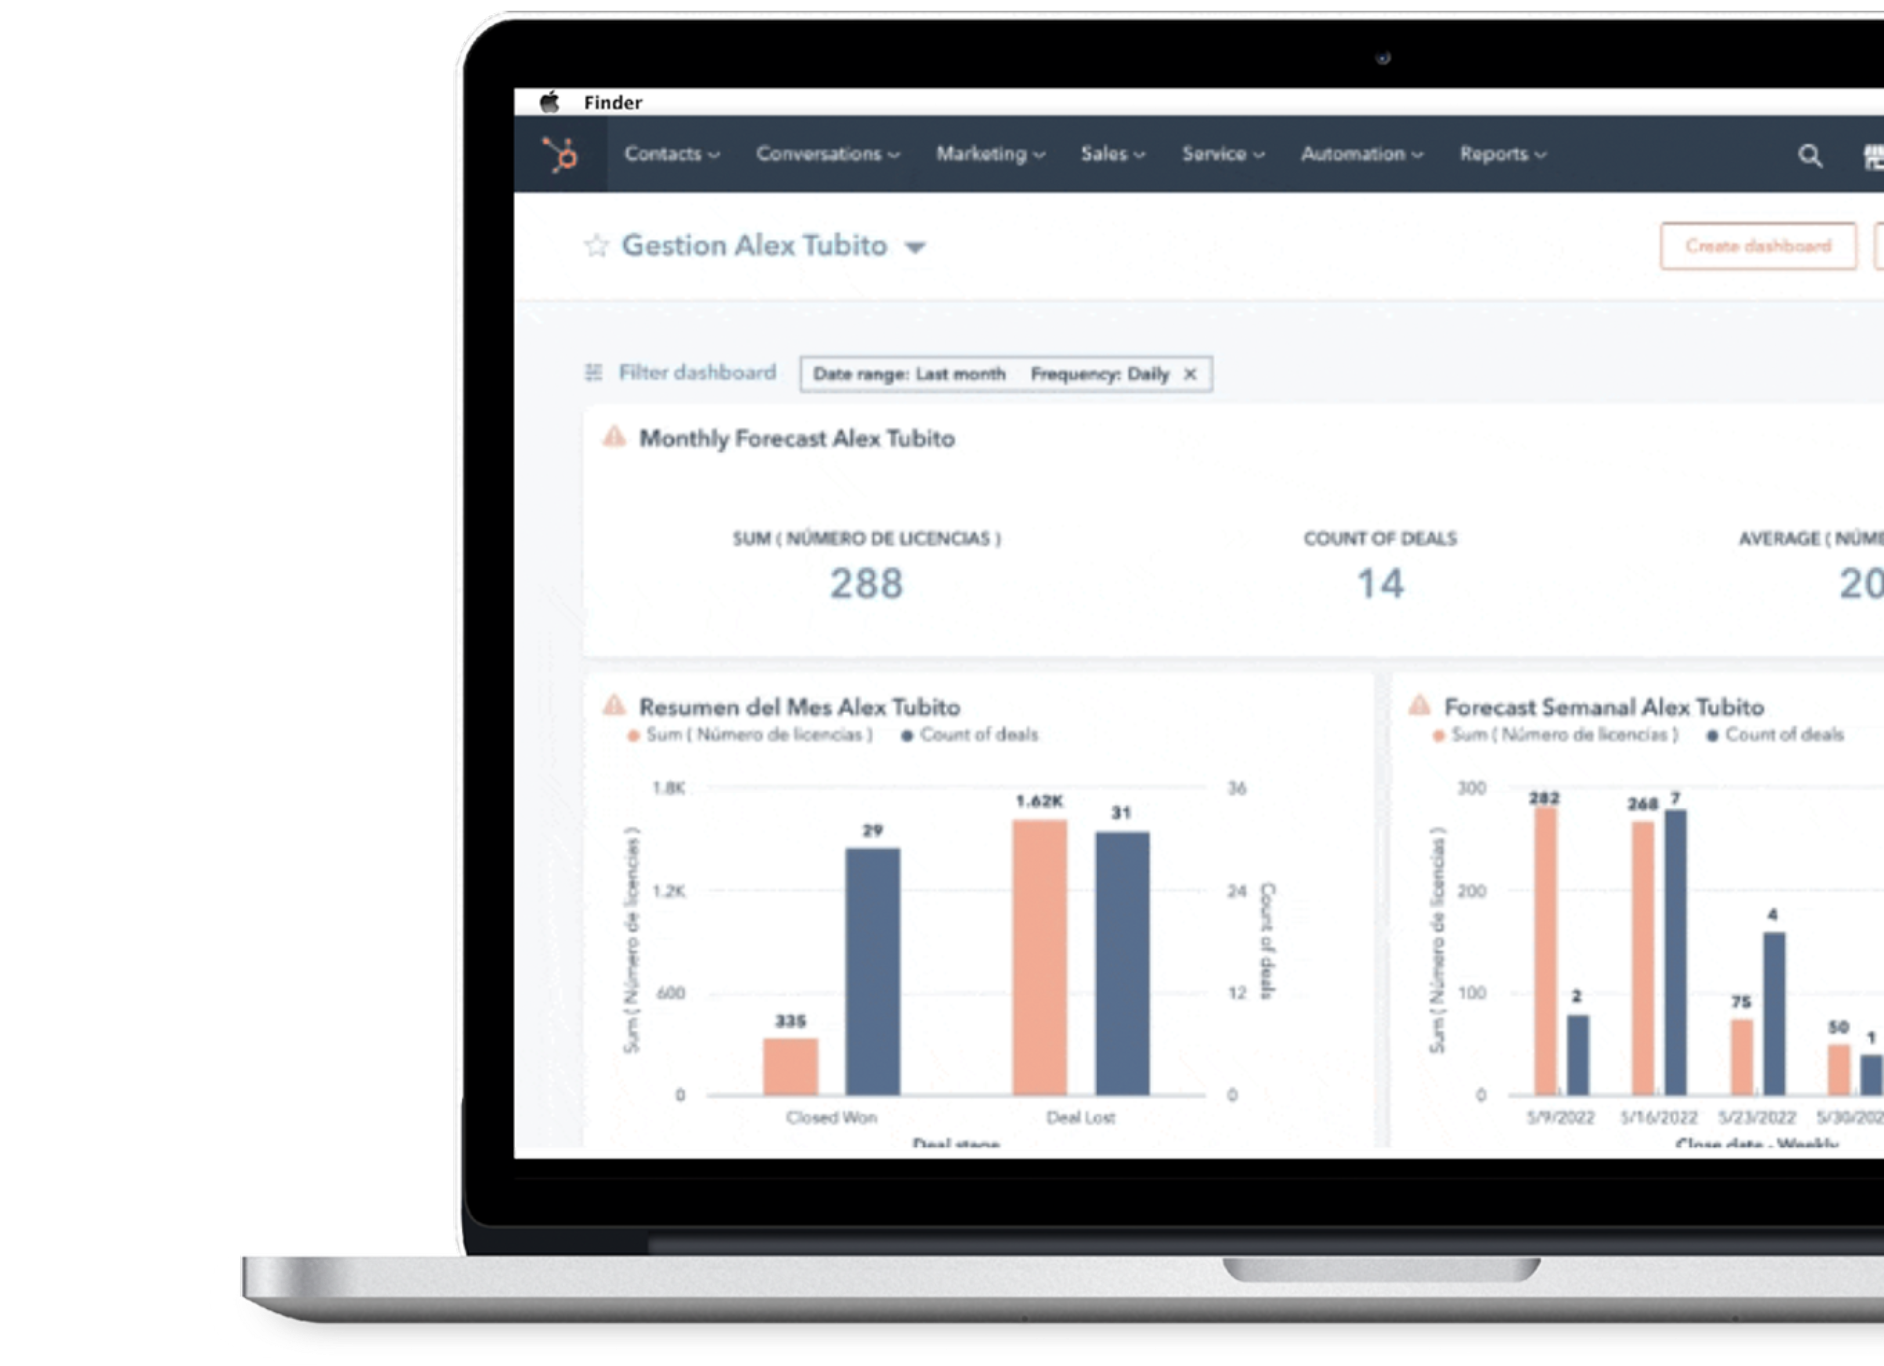 Finder
Contacts Conversations Marketing Sales Service Automation Reports
Gestion Alex Tubito
Create dashboard
Filter dashboard Date range: Last month Frequency: Daily ×
Monthly Forecast Alex Tubito
SUM ( NÚMERO DE LICENCIAS )
288
COUNT OF DEALS
14
AVERAGE ( NÚME
20
Resumen del Mes Alex Tubito
Sum ( Número de licencias ) Count of deals
Sum ( Número de licencias )
1.8K
1.2K
600
0
335
29
1.62K
31
36
24
12
0
Count of deals
Closed Won Deal Lost
Deal stage
Forecast Semanal Alex Tubito
Sum ( Número de licencias ) Count of deals
Sum ( Número de licencias )
300
200
100
0
282
2
268
7
75
4
50
1
5/9/2022 5/16/2022 5/23/2022 5/30/202
Close date - Weekly